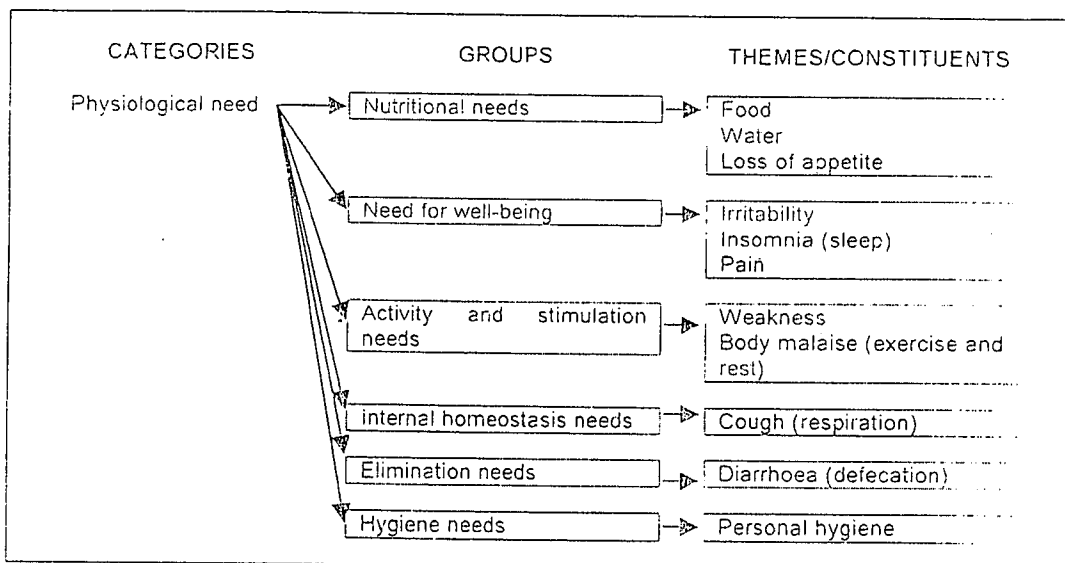 CATEGORIES GROUPS THEMES/CONSTITUENTS
Physiological need
Nutritional needs
Food
Water
Loss of appetite
Need for well-being
Irritability
Insomnia (sleep)
Pain
Activity and stimulation
needs
Weakness
Body malaise (exercise and
rest)
internal homeostasis needs
Cough (respiration)
Elimination needs
Diarrhoea (defecation)
Hygiene needs
Personal hygiene